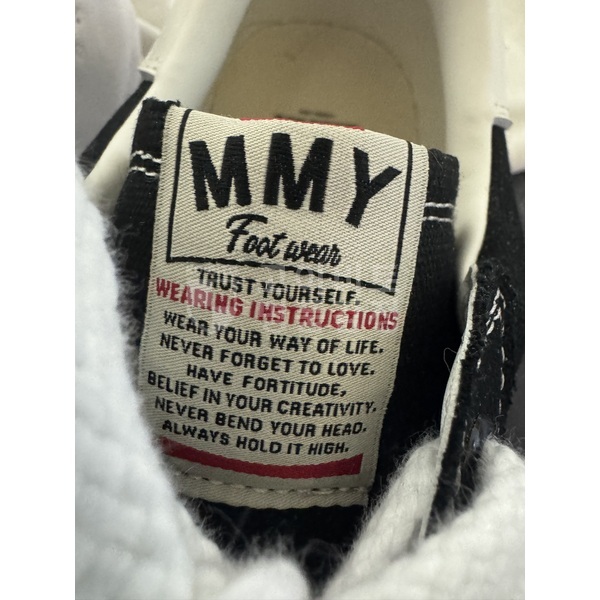 MMY
Foot wear
TRUST YOURSELF.
WEARING INSTRUCTIONS
WEAR YOUR WAY OF LIFE.
NEVER FORGET TO LOVE.
HAVE FORTITUDE,
BELIEF IN YOUR CREATIVITY.
NEVER BEND YOUR HEAD.
ALWAYS HOLD IT HIGH.